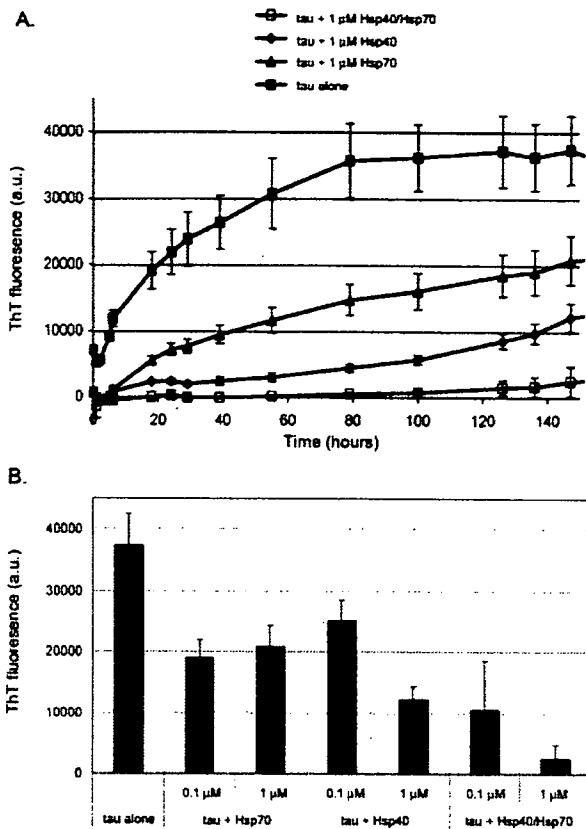 A.
tau + 1 µM Hsp40/Hsp70
tau + 1 µM Hsp40
tau + 1 µM Hsp70
tau alone
ThT fluoresence (a.u.)
40000
30000
20000
10000
0
0 20 40 60 80 100 120 140
Time (hours)
B.
ThT fluoresence (a.u.)
40000
30000
20000
10000
0
0.1 µM 1 µM 0.1 µM 1 µM 0.1 µM 1 µM
tau alone tau + Hsp70 tau + Hsp40 tau + Hsp40/Hsp70